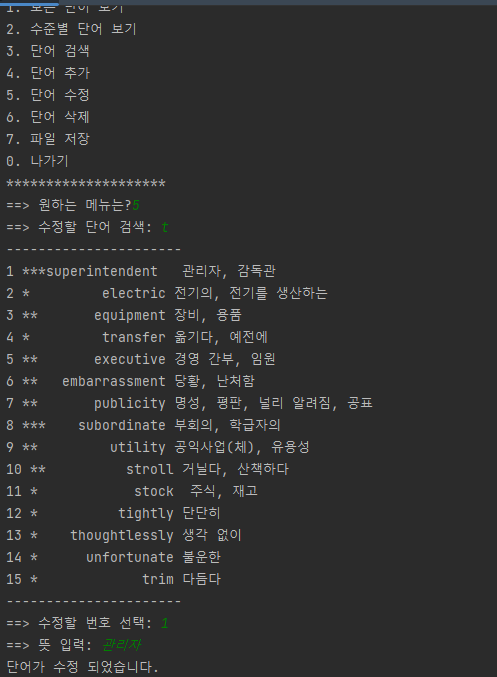 1. 모든 단어 보기
2. 수준별 단어 보기
3. 단어 검색
4. 단어 추가
5. 단어 수정
6. 단어 삭제
7. 파일 저장
0. 나가기
********************
==> 원하는 메뉴는?5
==> 수정할 단어 검색: t
----------------------
1 ***superintendent   관리자, 감독관
2 *         electric 전기의, 전기를 생산하는
3 **       equipment 장비, 용품
4 *         transfer 옮기다, 예전에
5 **       executive 경영 간부, 임원
6 **   embarrassment 당황, 난처함
7 **       publicity 명성, 평판, 널리 알려짐, 공표
8 ***    subordinate 부회의, 학급자의
9 **         utility 공익사업(체), 유용성
10 **          stroll 거닐다, 산책하다
11 *            stock  주식, 재고
12 *          tightly 단단히
13 *    thoughtlessly 생각 없이
14 *      unfortunate 불운한
15 *             trim 다듬다
----------------------
==> 수정할 번호 선택: 1
==> 뜻 입력: 관리자
단어가 수정 되었습니다.